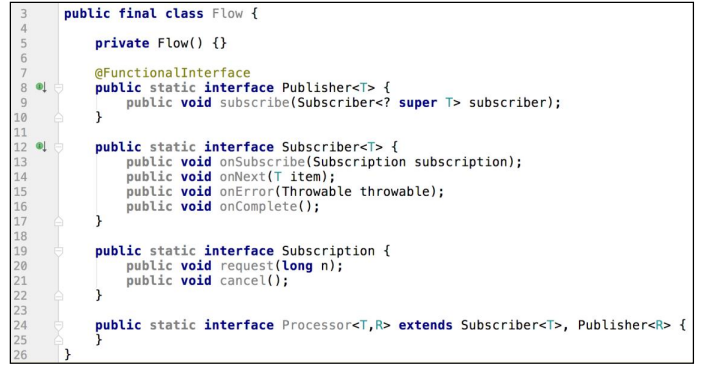 3 public final class Flow {
4
5 private Flow() {}
6
7 @FunctionalInterface
8 public static interface Publisher<T> {
9 public void subscribe(Subscriber<? super T> subscriber);
10 }
11
12 public static interface Subscriber<T> {
13 public void onSubscribe(Subscription subscription);
14 public void onNext(T item);
15 public void onError(Throwable throwable);
16 public void onComplete();
17 }
18
19 public static interface Subscription {
20 public void request(long n);
21 public void cancel();
22 }
23
24 public static interface Processor<T,R> extends Subscriber<T>, Publisher<R> {
25 }
26 }